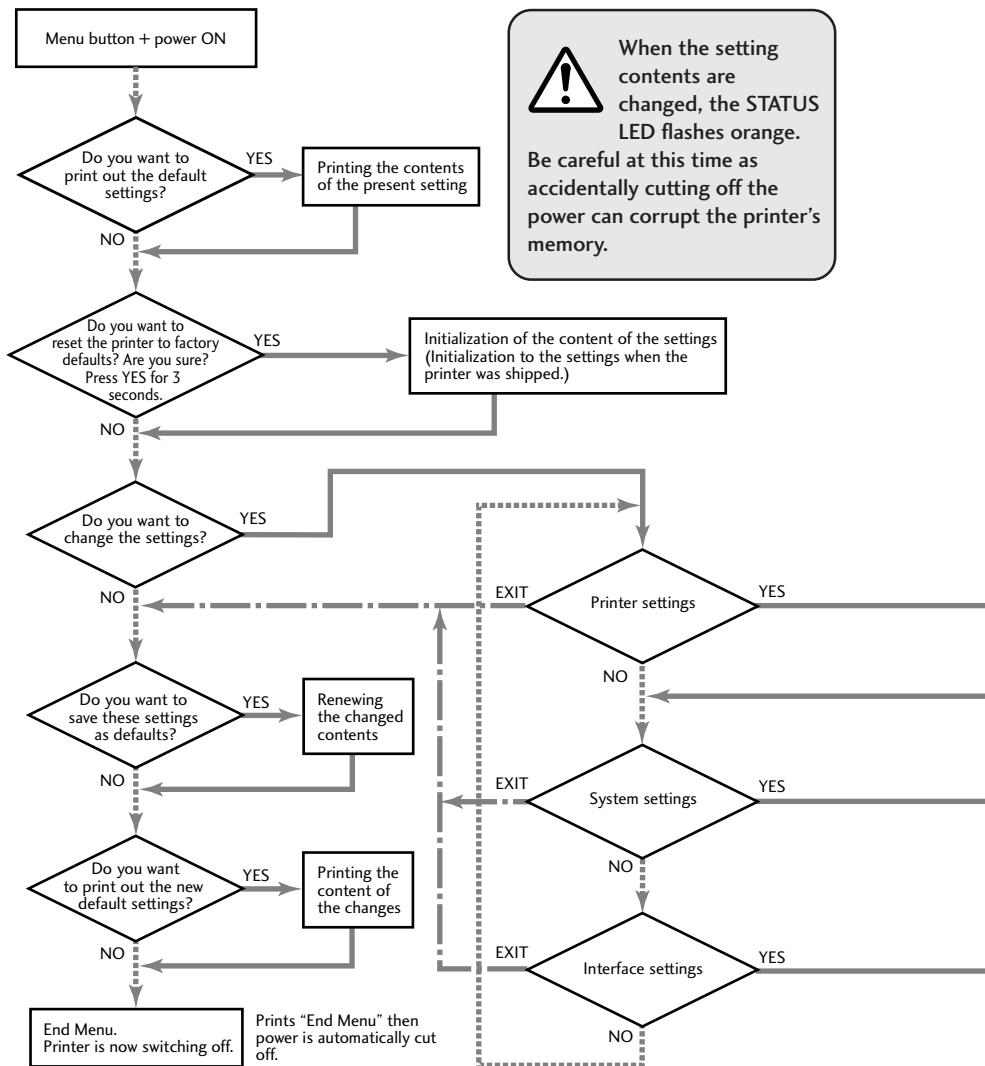 Menu button + power ON
When the setting
contents are
changed, the STATUS
LED flashes orange.
Be careful at this time as
accidentally cutting off the
power can corrupt the printer's
memory.
Do you want to
print out the default
settings?
YES
Printing the contents
of the present setting
NO
Do you want to
reset the printer to factory
defaults? Are you sure?
Press YES for 3
seconds.
YES
Initialization of the content of the settings
(Initialization to the settings when the
printer was shipped.)
NO
Do you want to
change the settings?
YES
NO
EXIT
Printer settings
YES
NO
Do you want to
save these settings
as defaults?
YES
Renewing
the changed
contents
NO
EXIT
System settings
YES
NO
Do you want
to print out the new
default settings?
YES
Printing the
content of
the changes
NO
EXIT
Interface settings
YES
NO
End Menu.
Printer is now switching off.
Prints “End Menu” then
power is automatically cut
off.